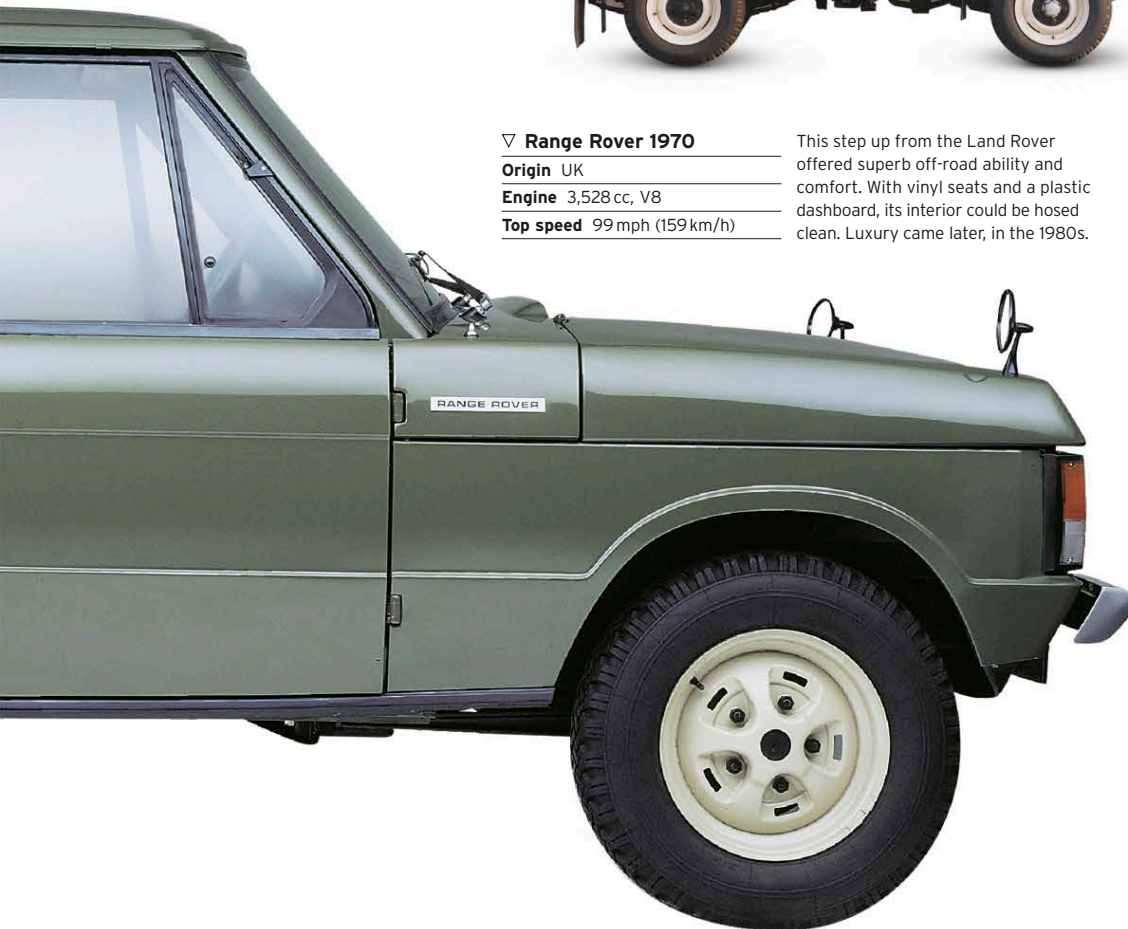 ▽ Range Rover 1970
Origin UK
Engine 3,528 cc, V8
Top speed 99 mph (159 km/h)
This step up from the Land Rover
offered superb off-road ability and
comfort. With vinyl seats and a plastic
dashboard, its interior could be hosed
clean. Luxury came later, in the 1980s.
RANGE ROVER